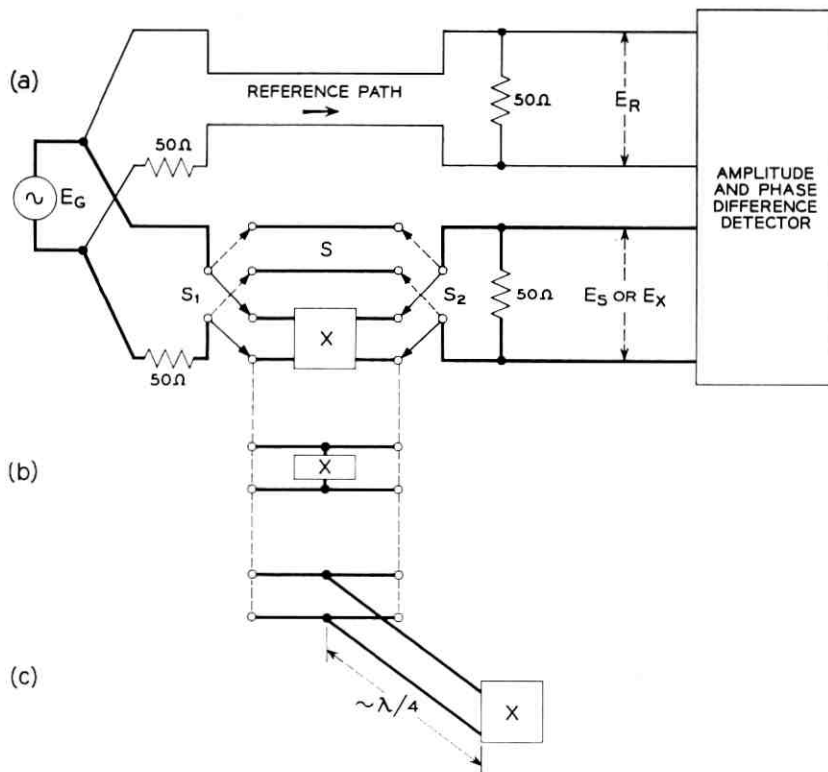 (a)
REFERENCE PATH
50Ω
E_R
AMPLITUDE
AND PHASE
DIFFERENCE
DETECTOR
50Ω
E_G
S
S₁
S₂
50Ω
E_S OR E_X
X
50Ω
(b)
X
(c)
~λ/4
X